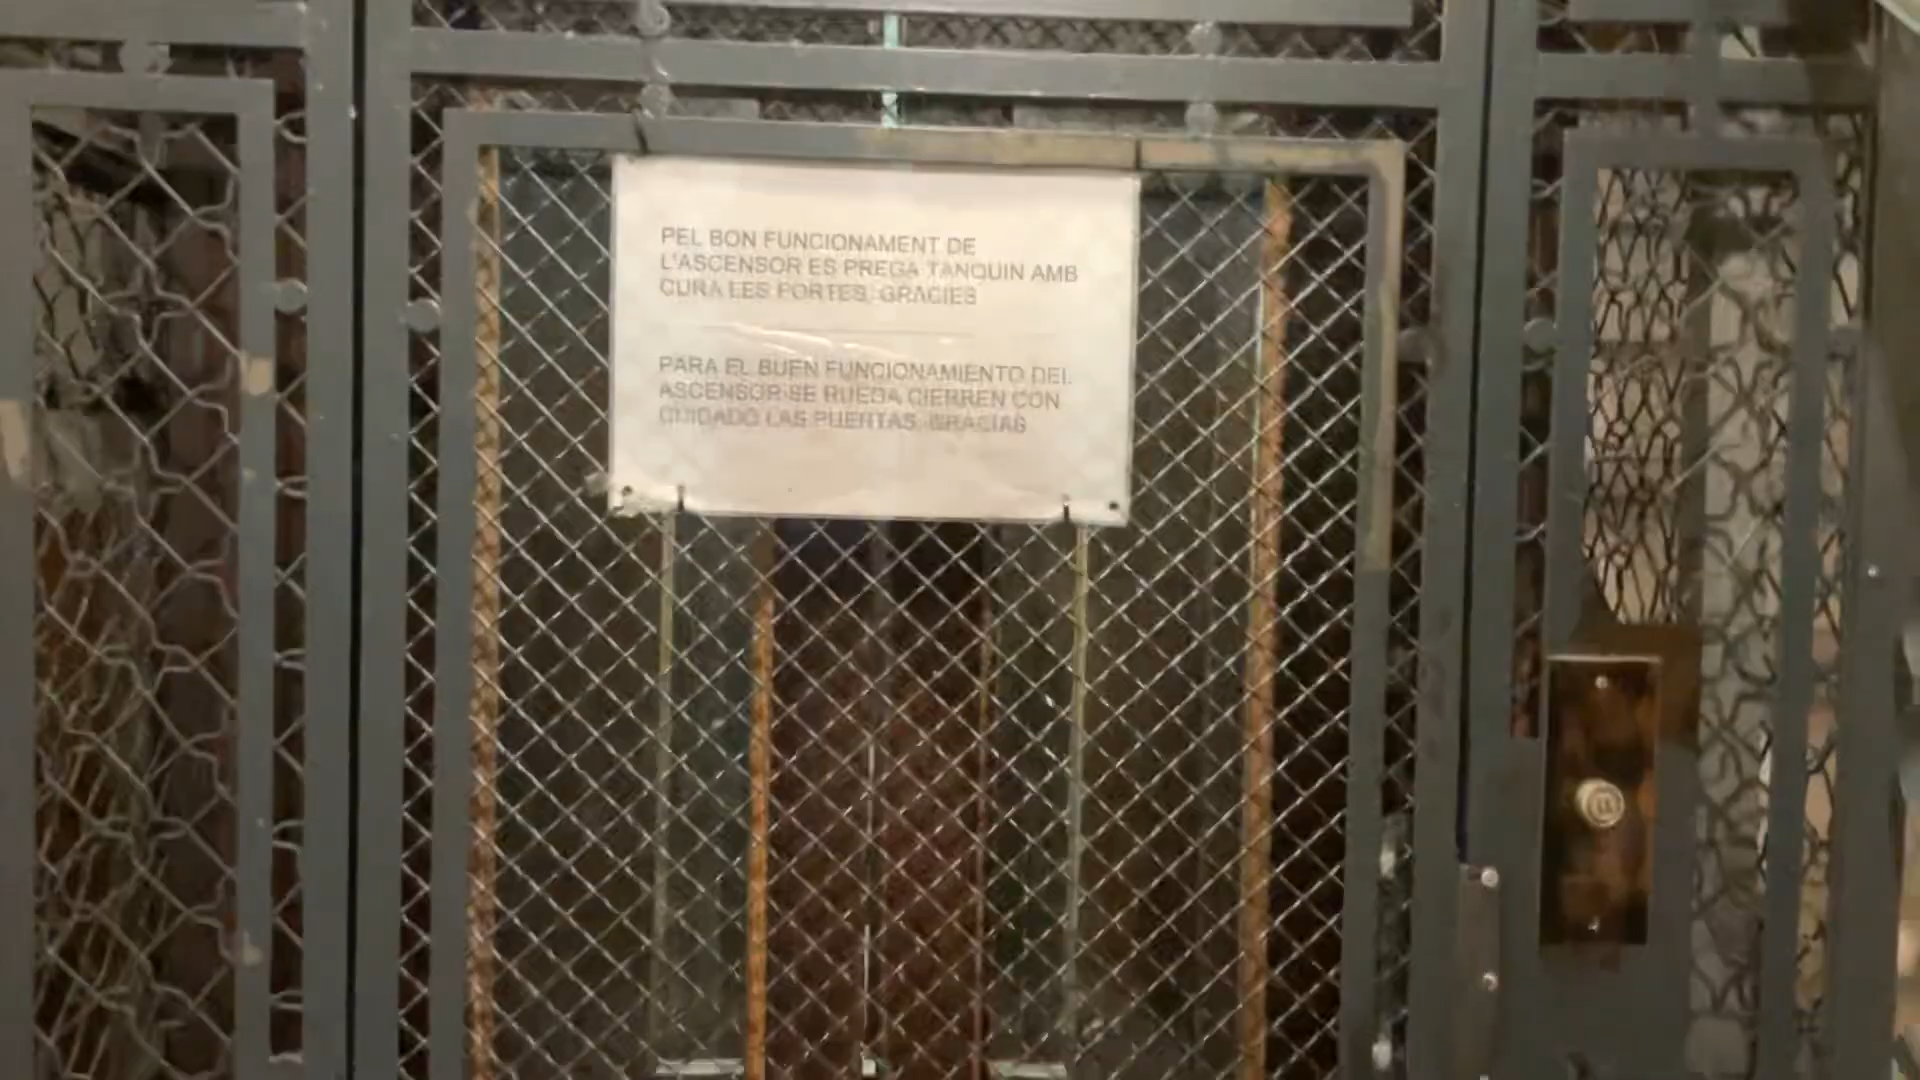 PEL BON FUNCIONAMENT DE
L'ASCENSOR ES PREGA TANQUIN AMB
CURA LES PORTES. GRACIES
PARA EL BUEN FUNCIONAMIENTO DEL
ASCENSOR SE RUEGA CIERREN CON
CUIDADO LAS PUERTAS. GRACIAS